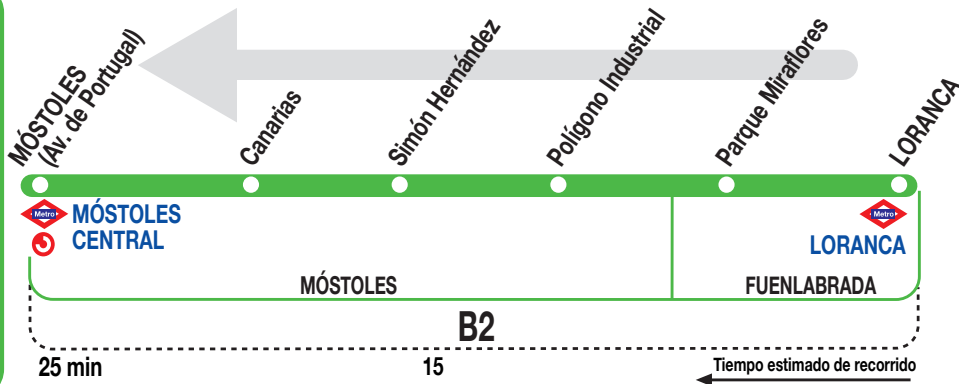 MÓSTOLES
(Av. de Portugal)
Canarias
Simón Hernández
Polígono Industrial
Parque Miraflores
LORANCA
Metro
MÓSTOLES
CENTRAL
Metro
LORANCA
MÓSTOLES
FUENLABRADA
B2
25 min
15
Tiempo estimado de recorrido